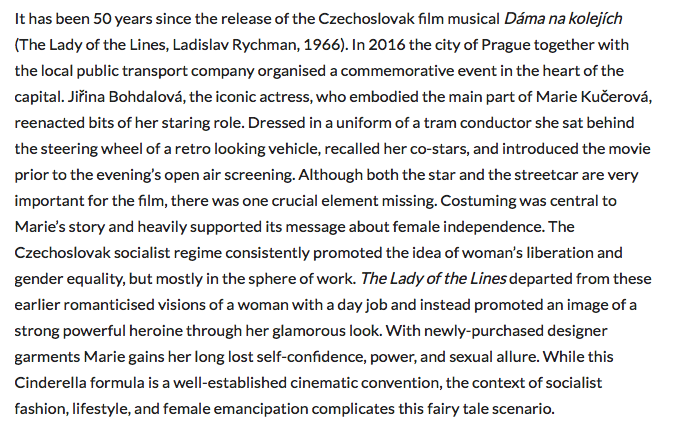 It has been 50 years since the release of the Czechoslovak film musical Dáma na kolejích
(The Lady of the Lines, Ladislav Rychman, 1966). In 2016 the city of Prague together with
the local public transport company organised a commemorative event in the heart of the
capital. Jiřina Bohdalová, the iconic actress, who embodied the main part of Marie Kučerová,
reenacted bits of her staring role. Dressed in a uniform of a tram conductor she sat behind
the steering wheel of a retro looking vehicle, recalled her co-stars, and introduced the movie
prior to the evening's open air screening. Although both the star and the streetcar are very
important for the film, there was one crucial element missing. Costuming was central to
Marie's story and heavily supported its message about female independence. The
Czechoslovak socialist regime consistently promoted the idea of woman's liberation and
gender equality, but mostly in the sphere of work. The Lady of the Lines departed from these
earlier romanticised visions of a woman with a day job and instead promoted an image of a
strong powerful heroine through her glamorous look. With newly-purchased designer
garments Marie gains her long lost self-confidence, power, and sexual allure. While this
Cinderella formula is a well-established cinematic convention, the context of socialist
fashion, lifestyle, and female emancipation complicates this fairy tale scenario.